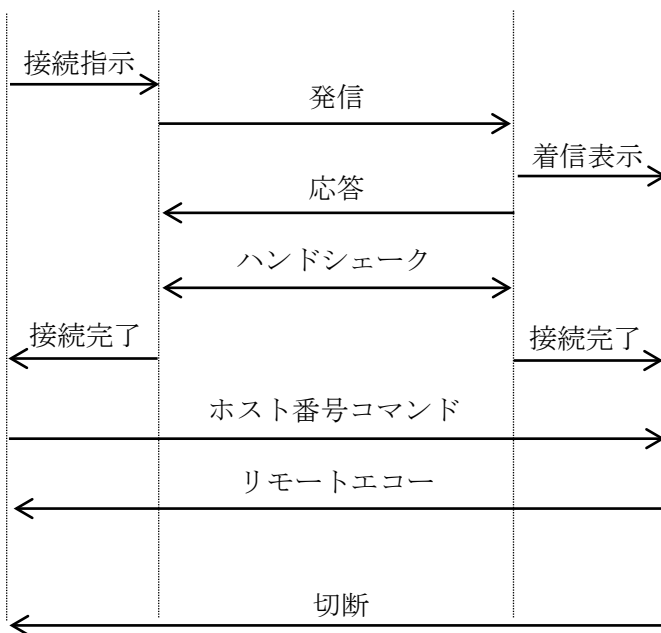 接続指示
発信
着信表示
応答
ハンドシェーク
接続完了
接続完了
ホスト番号コマンド
リモートエコー
切断